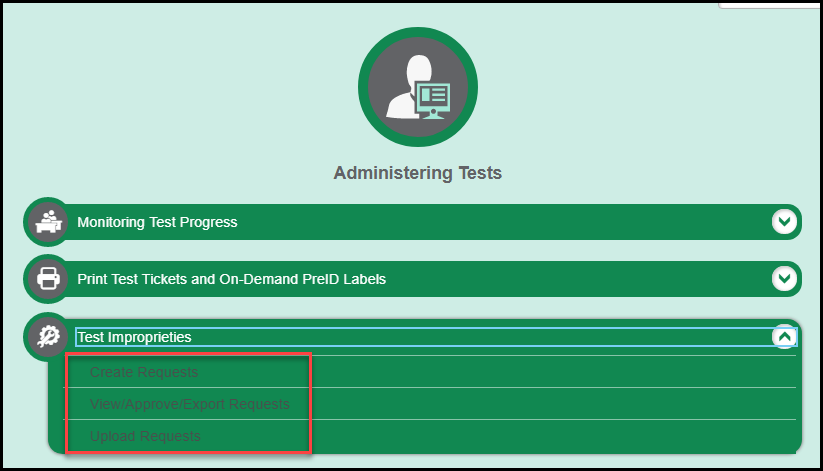 Administering Tests
Monitoring Test Progress
Print Test Tickets and On-Demand PreID Labels
Test Improprieties
Create Requests
View/Approve/Export Requests
Upload Requests